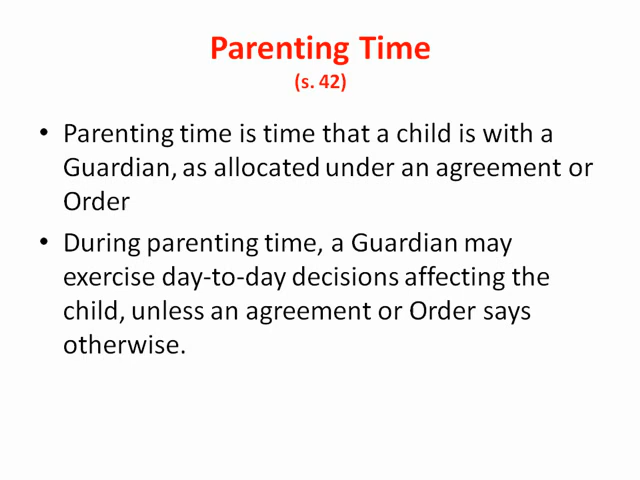 Parenting Time
(s. 42)
• Parenting time is time that a child is with a
Guardian, as allocated under an agreement or
Order
• During parenting time, a Guardian may
exercise day-to-day decisions affecting the
child, unless an agreement or Order says
otherwise.